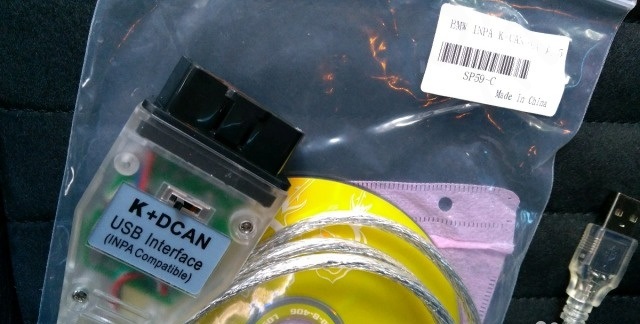 BMW INPA
SP59-C
Made In China
K+DCAN
USB Interface
(INPA Compatible)